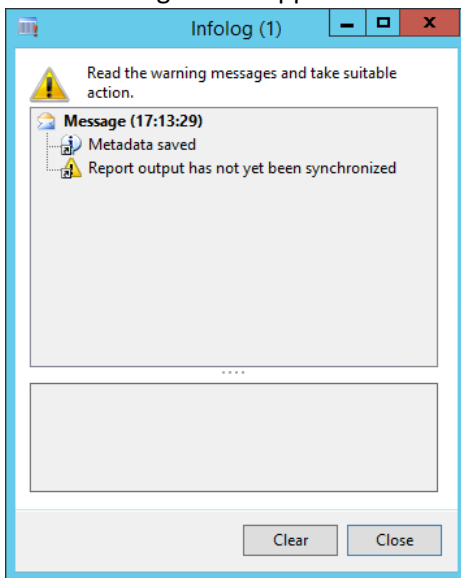 Infolog (1)
Read the warning messages and take suitable
action.
Message (17:13:29)
Metadata saved
Report output has not yet been synchronized
Clear
Close